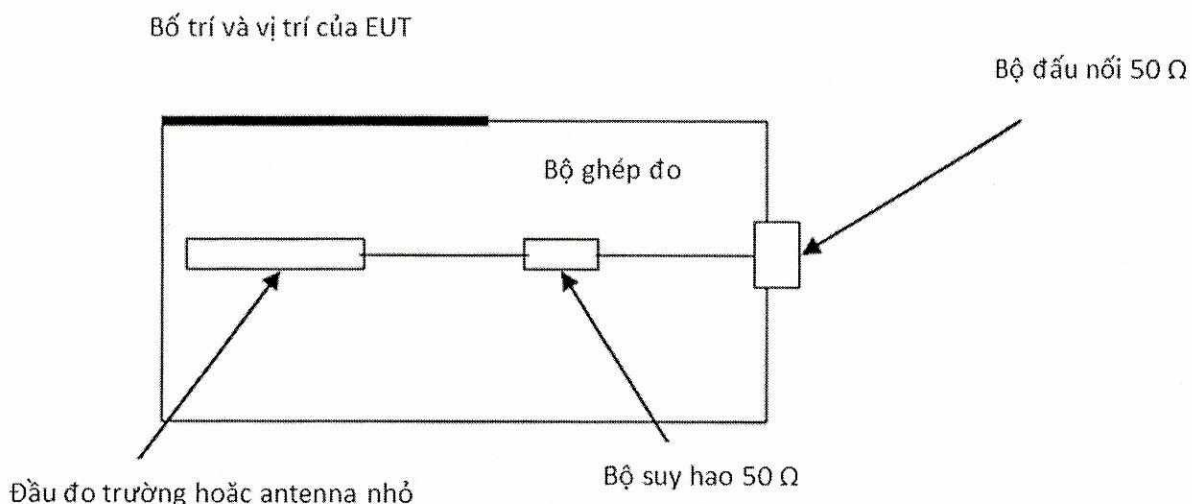 Bố trí và vị trí của EUT
Bộ đấu nối 50 Ω
Bộ ghép đo
Bộ suy hao 50 Ω
Đầu đo trường hoặc antenna nhỏ